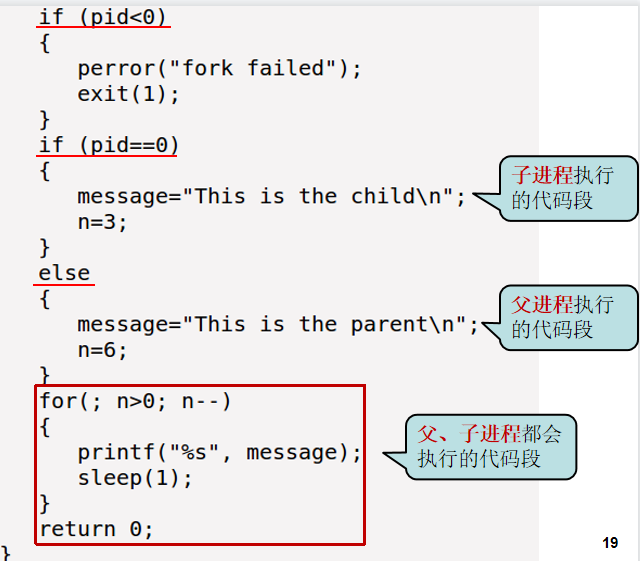 if (pid<0)
{
perror("fork failed");
exit(1);
}
if (pid==0)
{
message="This is the child\n";
n=3;
}
子进程执行
的代码段
else
{
message="This is the parent\n";
n=6;
}
父进程执行
的代码段
for(; n>0; n--)
{
printf("%s", message);
sleep(1);
}
return 0;
父、子进程都会
执行的代码段
}
19